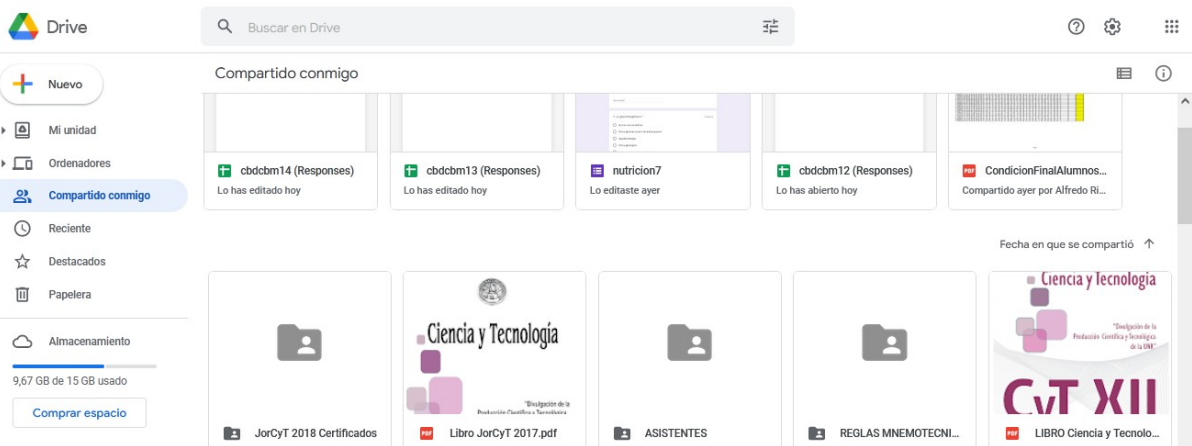 Drive
Buscar en Drive
Nuevo
Compartido conmigo
Mi unidad
Ordenadores
Compartido conmigo
Reciente
Destacados
Papelera
Almacenamiento
9,67 GB de 15 GB usado
Comprar espacio
cbdcbm14 (Responses)
Lo has editado hoy
cbdcbm13 (Responses)
Lo has editado hoy
nutricion7
Lo editaste ayer
cbdcbm12 (Responses)
Lo has abierto hoy
PDF
CondicionFinalAlumnos...
Compartido ayer por Alfredo Ri...
Fecha en que se compartió
JorCyT 2018 Certificados
Ciencia y Tecnología
"Divulgación de la
Producción Científica y Tecnológica
PDF
Libro JorCyT 2017.pdf
ASISTENTES
REGLAS MNEMOTECNI...
Ciencia y Tecnología
"Divulgación de la
Producción Científica y Tecnológica
de la UNR"
CyT XII
PDF
LIBRO Ciencia y Tecnolo...